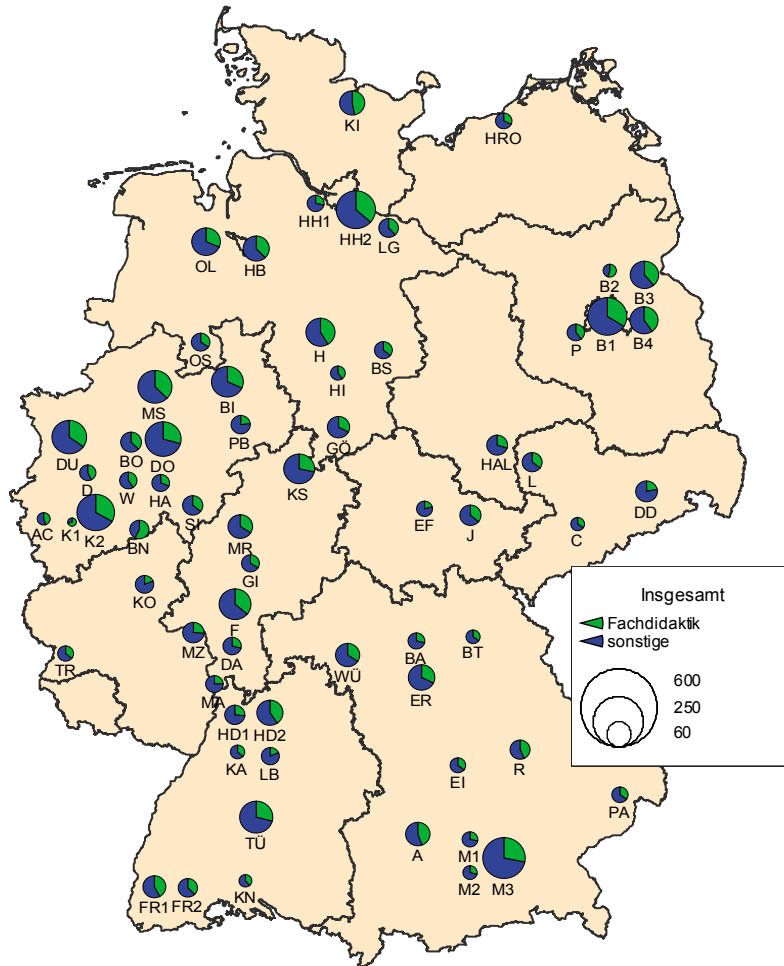 KI
HRO
HH1
HH2
LG
OL
HB
B2
B3
B1
B4
P
H
OS
BS
HI
MS
BI
PB
GÖ
DU
BO
DO
HAL
L
D
W
HA
KS
DD
AC
K1
K2
SI
EF
J
C
BN
MR
GI
KO
F
MZ
DA
TR
BA
BT
WÜ
ER
MA
HD1
HD2
KA
LB
EI
R
PA
TÜ
A
M1
M2
M3
FR1
FR2
KN
Insgesamt
Fachdidaktik
sonstige
600
250
60